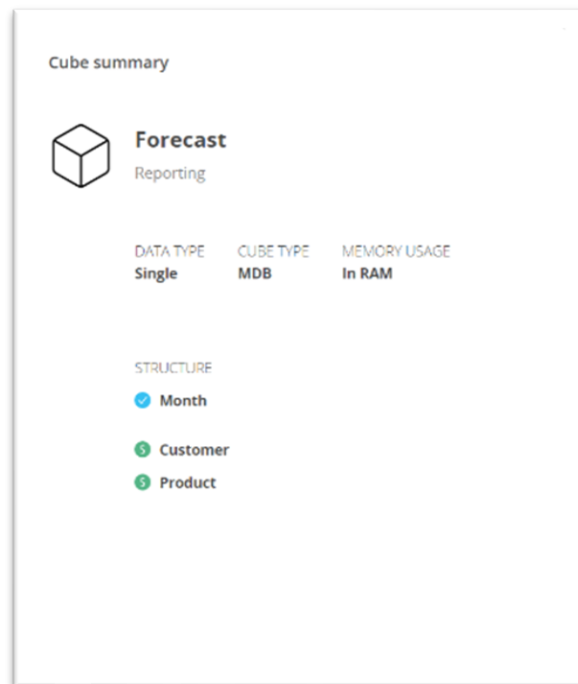 Cube summary
Forecast
Reporting
DATA TYPE CUBE TYPE MEMORY USAGE
Single MDB In RAM
STRUCTURE
Month
S Customer
S Product